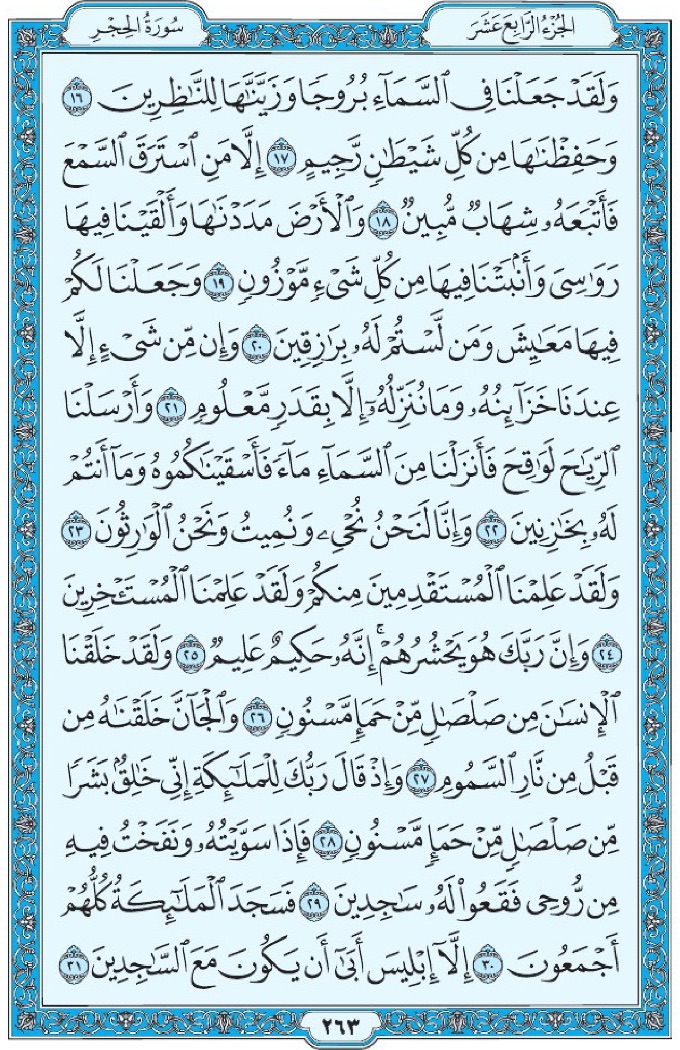 الجُزءُ الرَّابِعَ عَشَرَ
سُورَةُ الحِجْرِ
وَلَقَدْ جَعَلْنَا فِي ٱلسَّمَآءِ بُرُوجًا وَزَيَّنَّٰهَا لِلنَّٰظِرِينَ ١٦
وَحَفِظْنَٰهَا مِن كُلِّ شَيْطَٰنٍ رَّجِيمٍ ١٧ إِلَّا مَنِ ٱسْتَرَقَ ٱلسَّمْعَ
فَأَتْبَعَهُۥ شِهَابٌ مُّبِينٌ ١٨ وَٱلْأَرْضَ مَدَدْنَٰهَا وَأَلْقَيْنَا فِيهَا
رَوَٰسِيَ وَأَنۢبَتْنَا فِيهَا مِن كُلِّ شَيْءٍ مَّوْزُونٍ ١٩ وَجَعَلْنَا لَكُمْ
فِيهَا مَعَٰيِشَ وَمَن لَّسْتُمْ لَهُۥ بِرَٰزِقِينَ ٢٠ وَإِن مِّن شَيْءٍ إِلَّا
عِندَنَا خَزَآئِنُهُۥ وَمَا نُنَزِّلُهُۥٓ إِلَّا بِقَدَرٍ مَّعْلُومٍ ٢١ وَأَرْسَلْنَا
ٱلرِّيَٰحَ لَوَٰقِحَ فَأَنزَلْنَا مِنَ ٱلسَّمَآءِ مَآءً فَأَسْقَيْنَٰكُمُوهُ وَمَآ أَنتُمْ
لَهُۥ بِخَٰزِنِينَ ٢٢ وَإِنَّا لَنَحْنُ نُحْيِۦ وَنُمِيتُ وَنَحْنُ ٱلْوَٰرِثُونَ ٢٣
وَلَقَدْ عَلِمْنَا ٱلْمُسْتَقْدِمِينَ مِنكُمْ وَلَقَدْ عَلِمْنَا ٱلْمُسْتَـْٔخِرِينَ
٢٤ وَإِنَّ رَبَّكَ هُوَ يَحْشُرُهُمْۚ إِنَّهُۥ حَكِيمٌ عَلِيمٌ ٢٥ وَلَقَدْ خَلَقْنَا
ٱلْإِنسَٰنَ مِن صَلْصَٰلٍ مِّنْ حَمَإٍ مَّسْنُونٍ ٢٦ وَٱلْجَآنَّ خَلَقْنَٰهُ مِن
قَبْلُ مِن نَّارِ ٱلسَّمُومِ ٢٧ وَإِذْ قَالَ رَبُّكَ لِلْمَلَٰٓئِكَةِ إِنِّي خَٰلِقٌۢ بَشَرًا
مِّن صَلْصَٰلٍ مِّنْ حَمَإٍ مَّسْنُونٍ ٢٨ فَإِذَا سَوَّيْتُهُۥ وَنَفَخْتُ فِيهِ
مِن رُّوحِي فَقَعُوا۟ لَهُۥ سَٰجِدِينَ ٢٩ فَسَجَدَ ٱلْمَلَٰٓئِكَةُ كُلُّهُمْ
أَجْمَعُونَ ٣٠ إِلَّآ إِبْلِيسَ أَبَىٰٓ أَن يَكُونَ مَعَ ٱلسَّٰجِدِينَ ٣١
٢٦٣